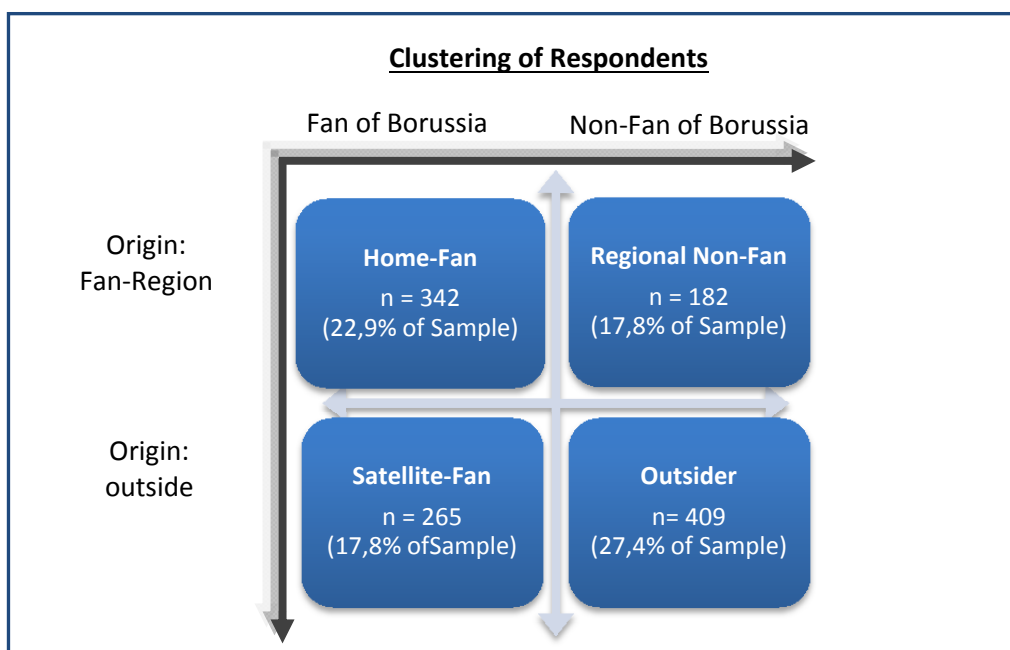 Clustering of Respondents
Fan of Borussia
Non-Fan of Borussia
Origin:
Fan-Region
Home-Fan
n = 342
(22,9% of Sample)
Regional Non-Fan
n = 182
(17,8% of Sample)
Origin:
outside
Satellite-Fan
n = 265
(17,8% ofSample)
Outsider
n= 409
(27,4% of Sample)